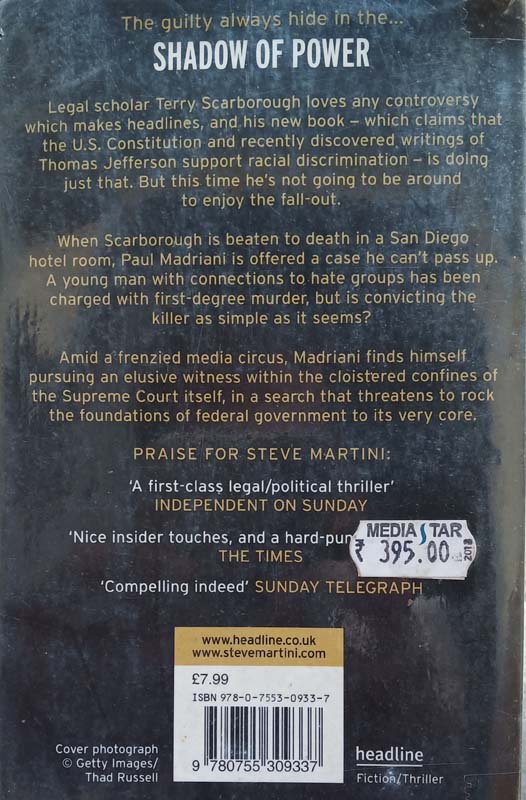 The guilty always hide in the...
SHADOW OF POWER
Legal scholar Terry Scarborough loves any controversy
which makes headlines, and his new book – which claims that
the U.S. Constitution and recently discovered writings of
Thomas Jefferson support racial discrimination – is doing
just that. But this time he's not going to be around
to enjoy the fall-out.
When Scarborough is beaten to death in a San Diego
hotel room, Paul Madriani is offered a case he can't pass up.
A young man with connections to hate groups has been
charged with first-degree murder, but is convicting the
killer as simple as it seems?
Amid a frenzied media circus, Madriani finds himself
pursuing an elusive witness within the cloistered confines of
the Supreme Court itself, in a search that threatens to rock
the foundations of federal government to its very core.
PRAISE FOR STEVE MARTINI:
'A first-class legal/political thriller'
INDEPENDENT ON SUNDAY
'Nice insider touches, and a hard-pun
THE TIMES
MEDIA STAR
₹ 395.00
2018
'Compelling indeed' SUNDAY TELEGRAPH
www.headline.co.uk
www.stevemartini.com
£7.99
ISBN 978-0-7553-0933-7
9 780755 309337
Cover photograph
© Getty Images/
Thad Russell
headline
Fiction/Thriller